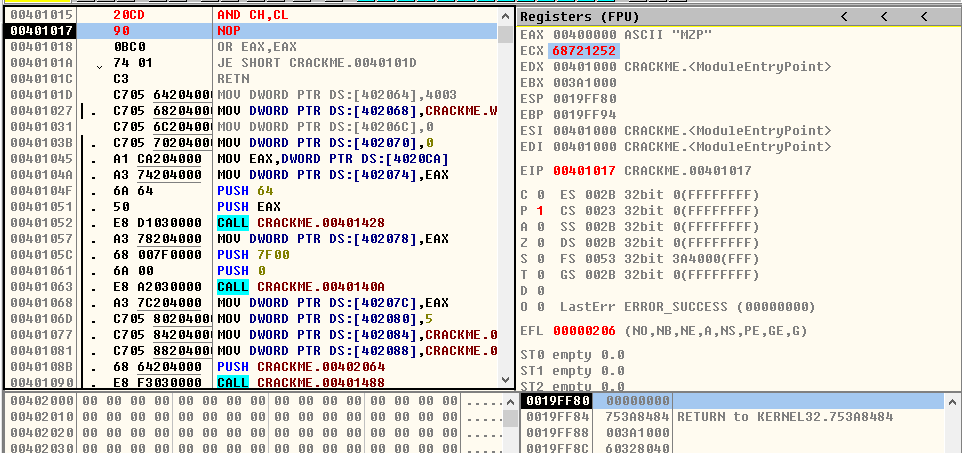 00401015 20CD AND CH,CL
00401017 90 NOP
00401018 0BC0 OR EAX,EAX
0040101A 74 01 JE SHORT CRACKME.0040101D
0040101C C3 RETN
0040101D C705 64204000 MOV DWORD PTR DS:[402064],4003
00401027 . C705 68204000 MOV DWORD PTR DS:[402068],CRACKME.W
00401031 C705 6C204000 MOV DWORD PTR DS:[40206C],0
0040103B . C705 70204000 MOV DWORD PTR DS:[402070],0
00401045 . A1 CA204000 MOV EAX,DWORD PTR DS:[4020CA]
0040104A . A3 74204000 MOV DWORD PTR DS:[402074],EAX
0040104F . 6A 64 PUSH 64
00401051 . 50 PUSH EAX
00401052 . E8 D1030000 CALL CRACKME.00401428
00401057 . A3 78204000 MOV DWORD PTR DS:[402078],EAX
0040105C . 68 007F0000 PUSH 7F00
00401061 . 6A 00 PUSH 0
00401063 . E8 A2030000 CALL CRACKME.0040140A
00401068 . A3 7C204000 MOV DWORD PTR DS:[40207C],EAX
0040106D . C705 80204000 MOV DWORD PTR DS:[402080],5
00401077 . C705 84204000 MOV DWORD PTR DS:[402084],CRACKME.0
00401081 . C705 88204000 MOV DWORD PTR DS:[402088],CRACKME.0
0040108B . 68 64204000 PUSH CRACKME.00402064
00401090 . E8 F3030000 CALL CRACKME.00401488
Registers (FPU) < < <
EAX 00400000 ASCII "MZP"
ECX 68721252
EDX 00401000 CRACKME.<ModuleEntryPoint>
EBX 003A1000
ESP 0019FF80
EBP 0019FF94
ESI 00401000 CRACKME.<ModuleEntryPoint>
EDI 00401000 CRACKME.<ModuleEntryPoint>
EIP 00401017 CRACKME.00401017
C 0 ES 002B 32bit 0(FFFFFFFF)
P 1 CS 0023 32bit 0(FFFFFFFF)
A 0 SS 002B 32bit 0(FFFFFFFF)
Z 0 DS 002B 32bit 0(FFFFFFFF)
S 0 FS 0053 32bit 3A4000(FFF)
T 0 GS 002B 32bit 0(FFFFFFFF)
D 0
O 0 LastErr ERROR_SUCCESS (00000000)
EFL 00000206 (NO,NB,NE,A,NS,PE,GE,G)
ST0 empty 0.0
ST1 empty 0.0
ST2 empty 0.0
00402000 00 00 00 00 00 00 00 00 00 00 00 00 00 00 00 00 .....
00402010 00 00 00 00 00 00 00 00 00 00 00 00 00 00 00 00 .....
00402020 00 00 00 00 00 00 00 00 00 00 00 00 00 00 00 00 .....
00402030 00 00 00 00 00 00 00 00 00 00 00 00 00 00 00 00 .....
0019FF80 00000000
0019FF84 753A8484 RETURN to KERNEL32.753A8484
0019FF88 003A1000
0019FF8C 60328040